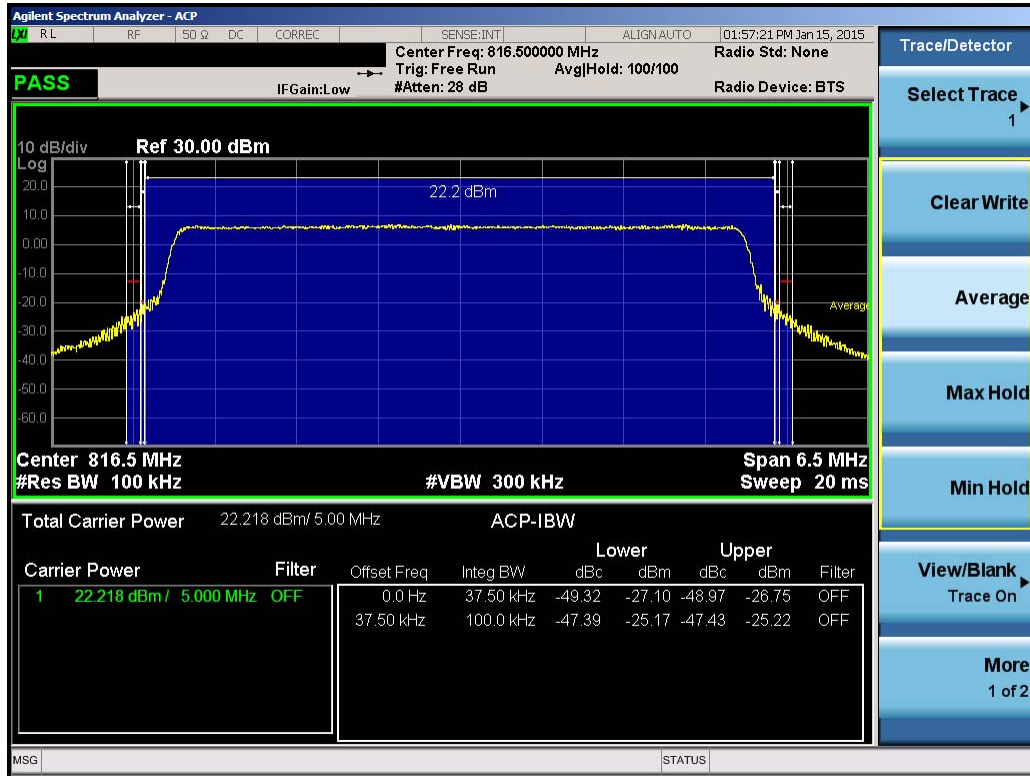 Agilent Spectrum Analyzer - ACP
LXI RL RF 50 Ω DC CORREC SENSE:INT ALIGN AUTO 01:57:21 PM Jan 15, 2015
Center Freq: 816.500000 MHz Radio Std: None
Trig: Free Run Avg|Hold: 100/100
PASS IFGain:Low #Atten: 28 dB Radio Device: BTS
10 dB/div Ref 30.00 dBm
Log
20.0
22.2 dBm
10.0
0.00
-10.0
-20.0
Average
-30.0
-40.0
-50.0
-60.0
Center 816.5 MHz Span 6.5 MHz
#Res BW 100 kHz #VBW 300 kHz Sweep 20 ms
Total Carrier Power 22.218 dBm/ 5.00 MHz ACP-IBW
Lower Upper
Carrier Power Filter Offset Freq Integ BW dBc dBm dBc dBm Filter
1 22.218 dBm / 5.000 MHz OFF 0.0 Hz 37.50 kHz -49.32 -27.10 -48.97 -26.75 OFF
37.50 kHz 100.0 kHz -47.39 -25.17 -47.43 -25.22 OFF
MSG STATUS
Trace/Detector
Select Trace
1
Clear Write
Average
Max Hold
Min Hold
View/Blank
Trace On
More
1 of 2